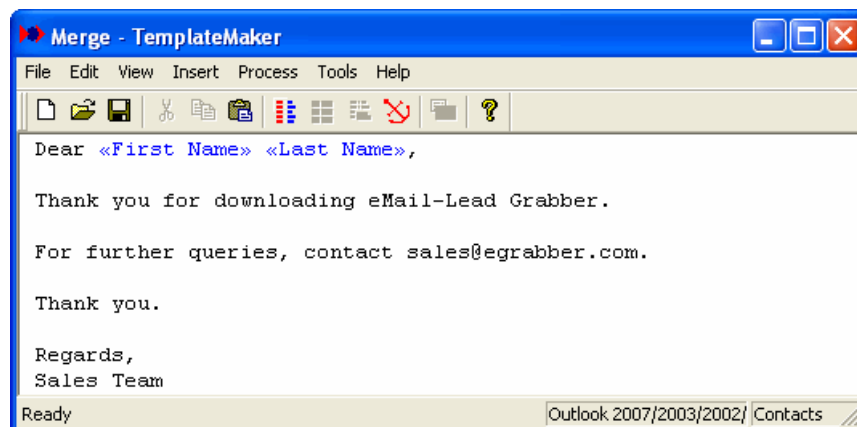 Merge - TemplateMaker
File Edit View Insert Process Tools Help
Dear «First Name» «Last Name»,
Thank you for downloading eMail-Lead Grabber.
For further queries, contact sales@egrabber.com.
Thank you.
Regards,
Sales Team
Ready Outlook 2007/2003/2002/ Contacts